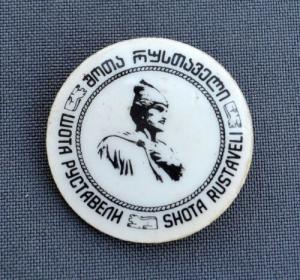 შოთა რუსთაველი
ШОТА РУСТАВЕЛИ
SHOTA RUSTAVELI